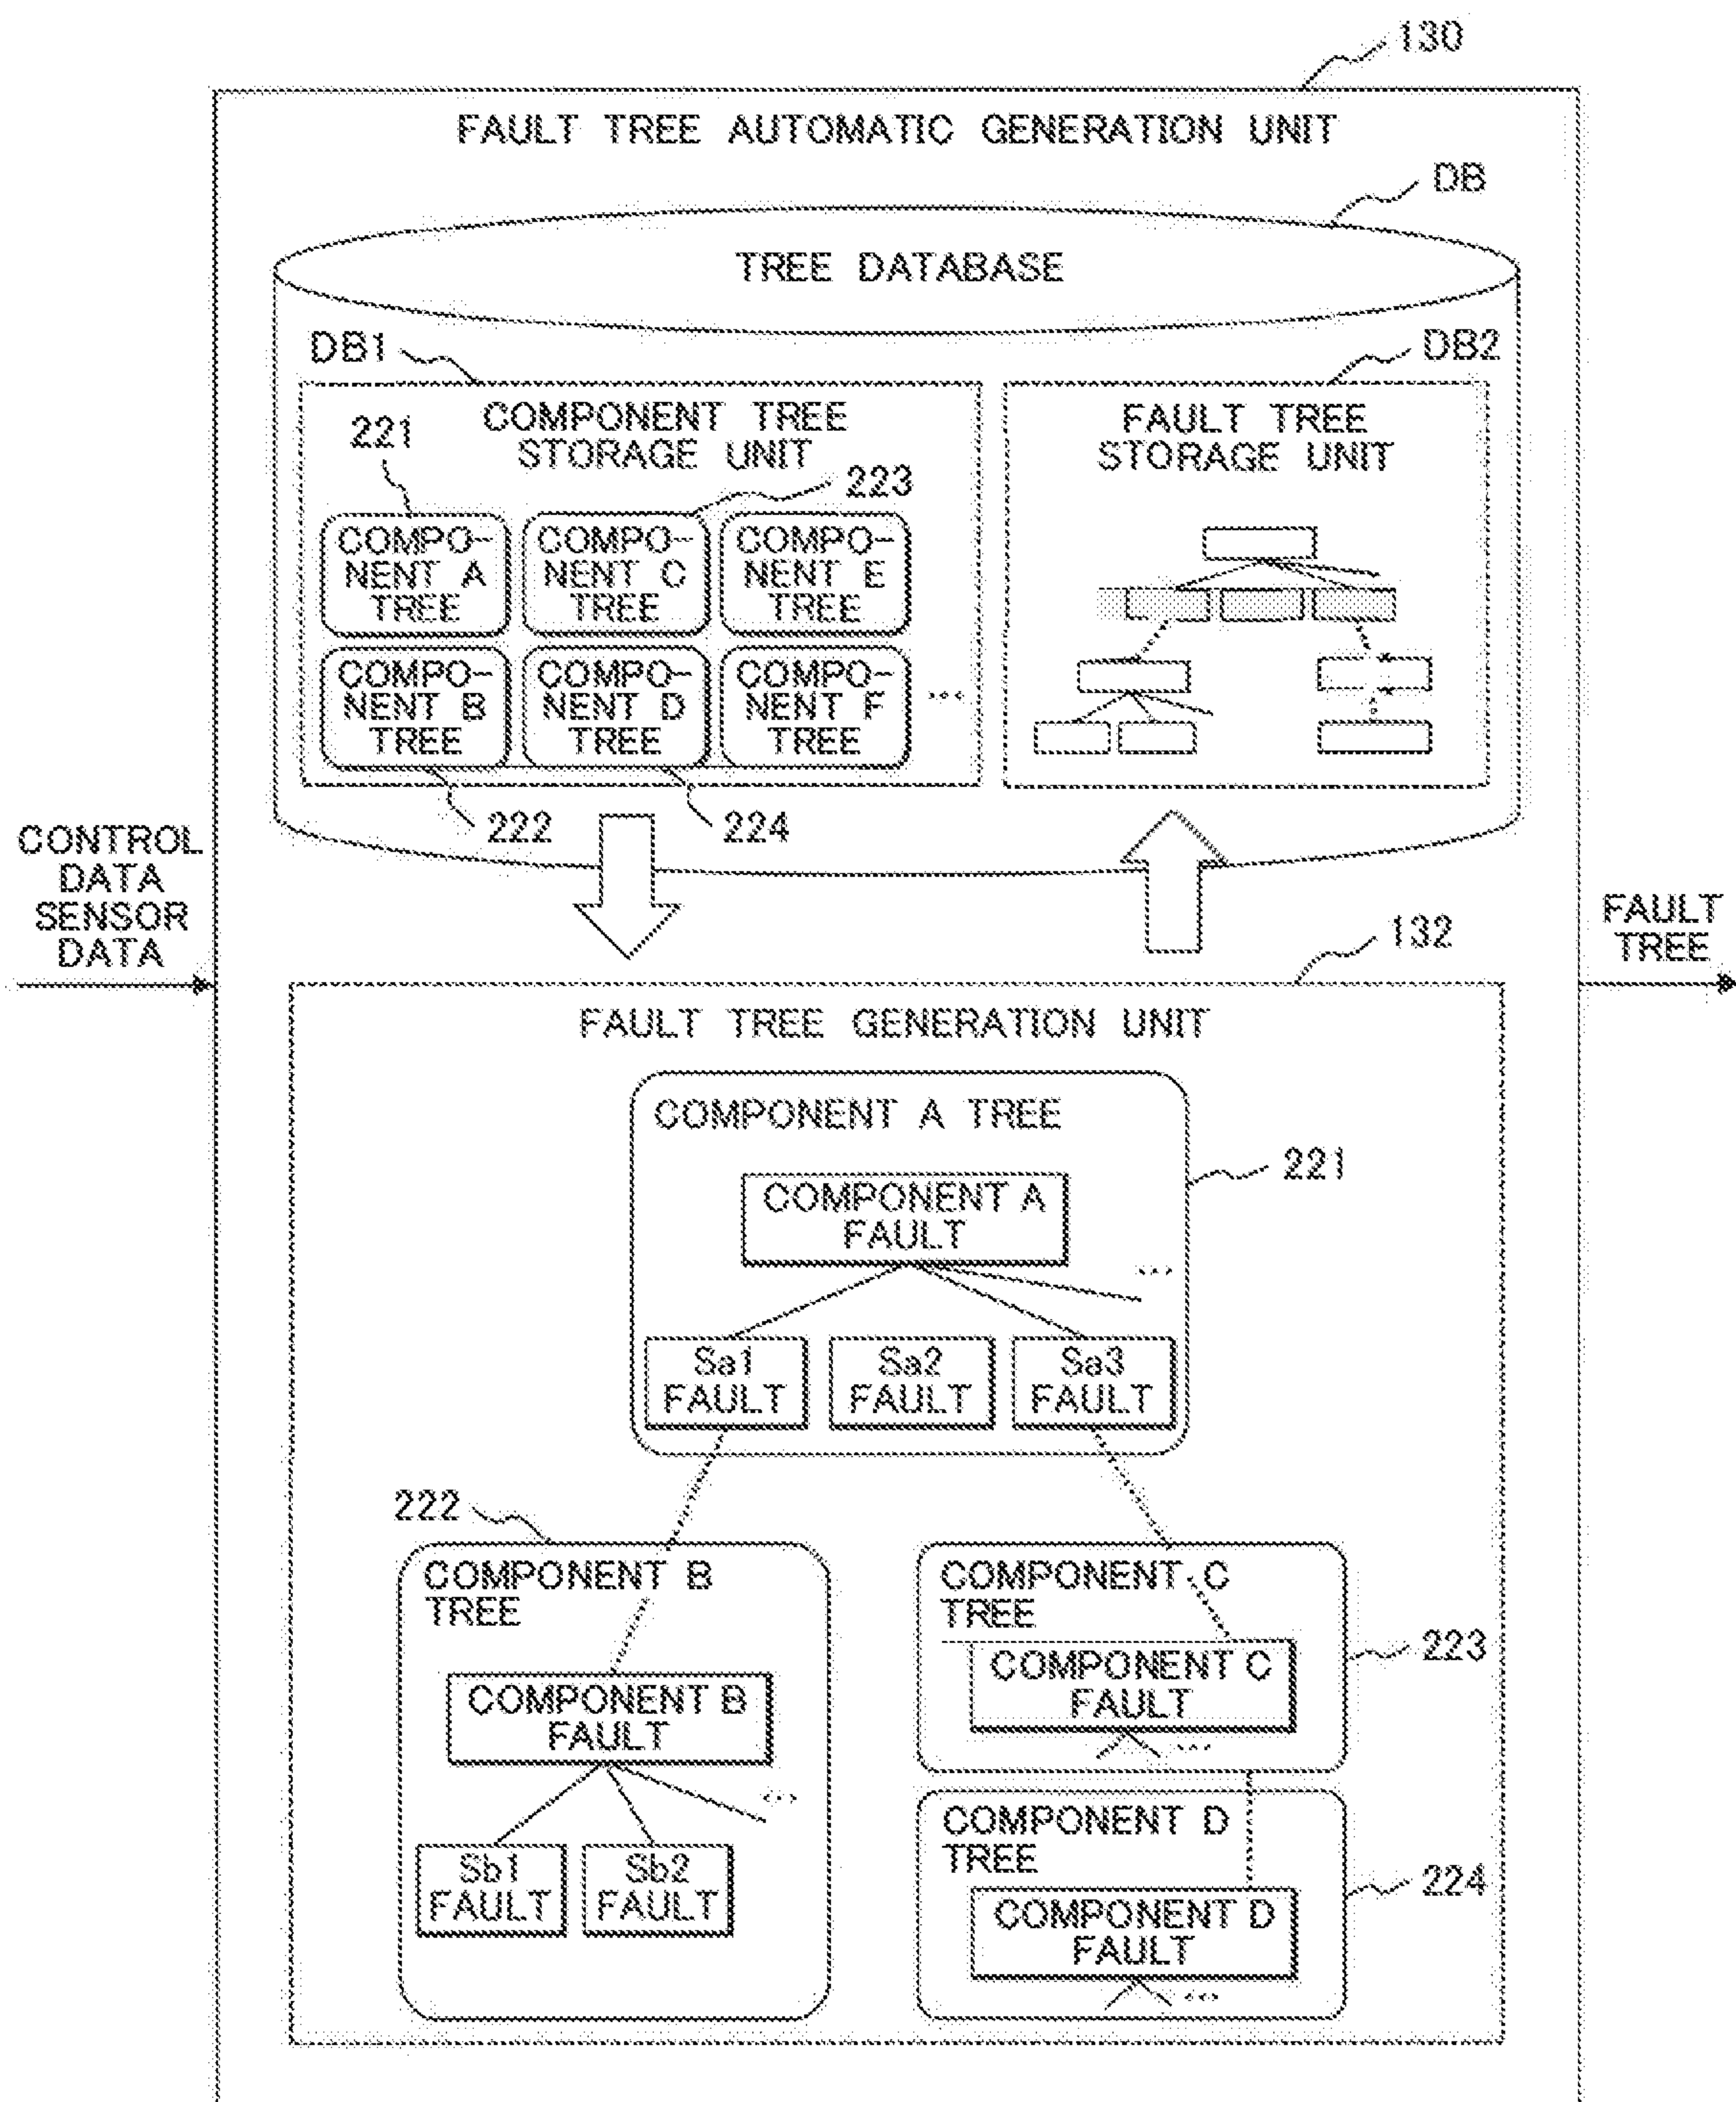 130
FAULT TREE AUTOMATIC GENERATION UNIT
DB
TREE DATABASE
DB1
DB2
COMPONENT TREE
STORAGE UNIT
FAULT TREE
STORAGE UNIT
221
223
COMPO-
NENT A
TREE
COMPO-
NENT C
TREE
COMPO-
NENT E
TREE
COMPO-
NENT B
TREE
COMPO-
NENT D
TREE
COMPO-
NENT F
TREE
...
222
224
CONTROL
DATA
SENSOR
DATA
FAULT
TREE
132
FAULT TREE GENERATION UNIT
COMPONENT A TREE
221
COMPONENT A
FAULT
...
Sa1
FAULT
Sa2
FAULT
Sa3
FAULT
222
COMPONENT B
TREE
COMPONENT B
FAULT
...
Sb1
FAULT
Sb2
FAULT
COMPONENT C
TREE
223
COMPONENT C
FAULT
...
COMPONENT D
TREE
224
COMPONENT D
FAULT
...